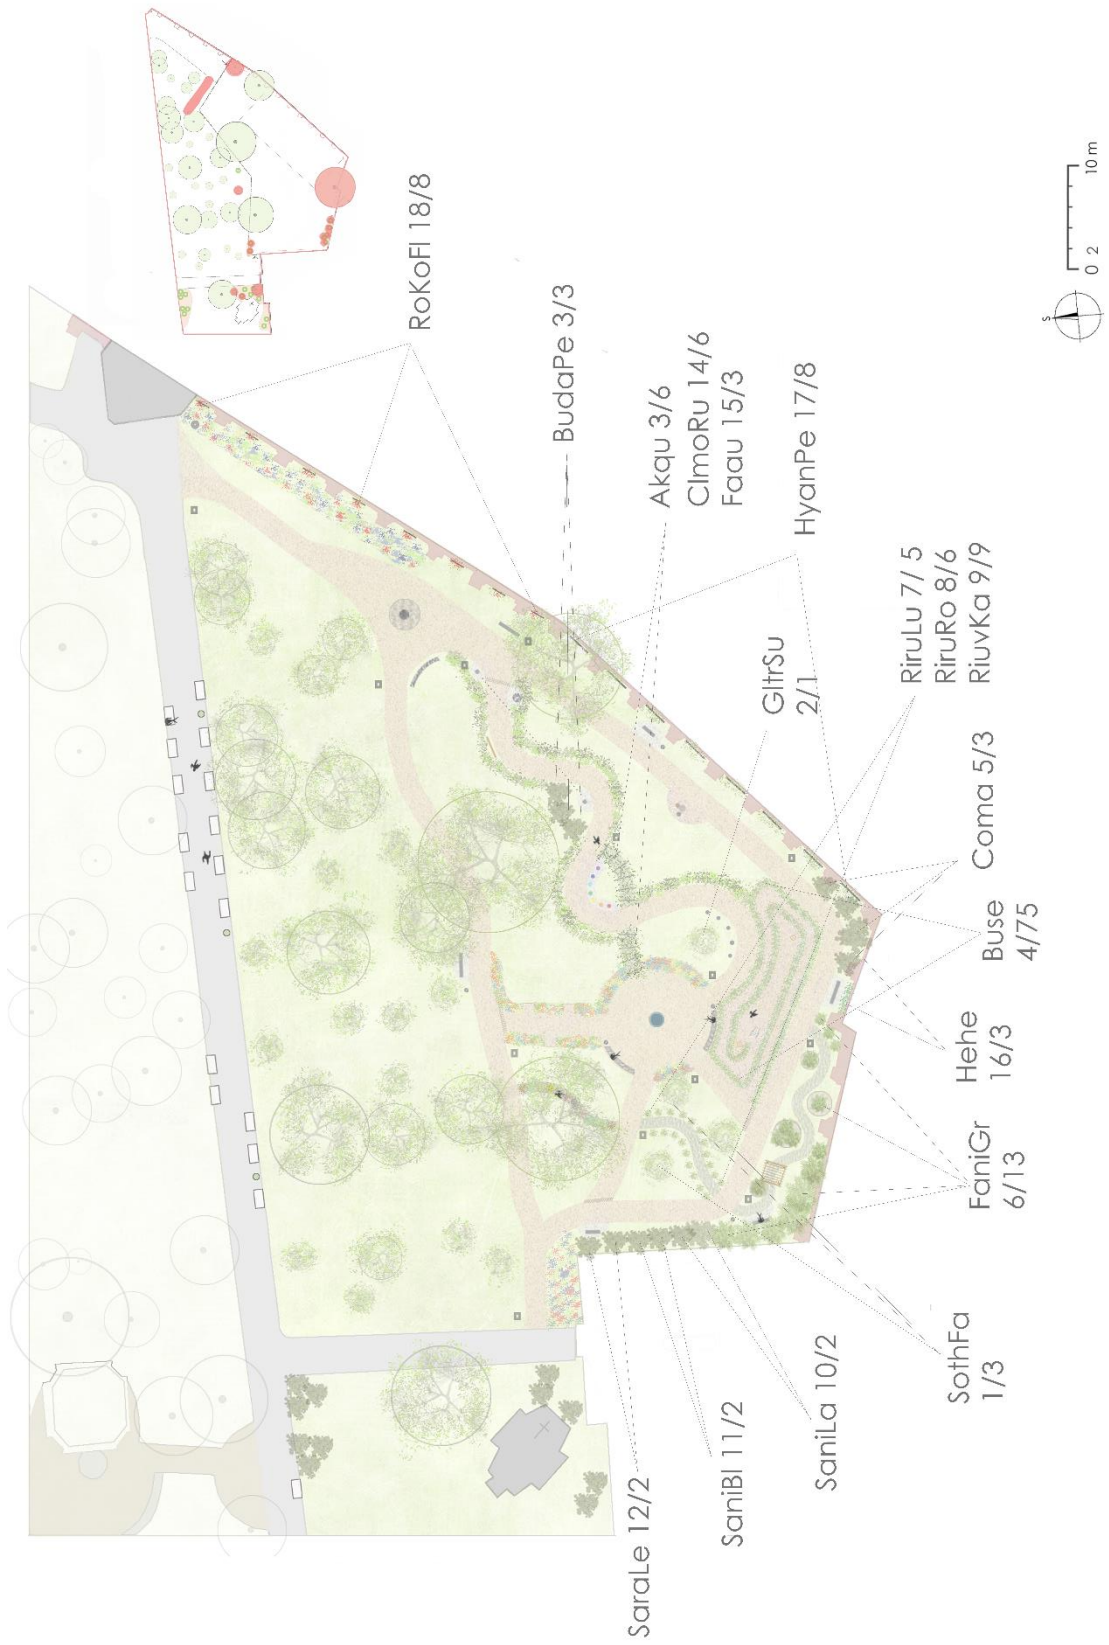 RoKoFl 18/8
BudaPe 3/3
Akqu 3/6
ClmoRu 14/6
Faau 15/3
HyanPe 17/8
GltrSu
2/1
RiruLu 7/ 5
RiruRo 8/6
RiuvKa 9/9
Coma 5/3
Buse
4/75
Hehe
16/3
FaniGr
6/13
SothFa
1/3
SaniLa 10/2
SaniBl 11/2
SaraLe 12/2
S
0 2 10 m